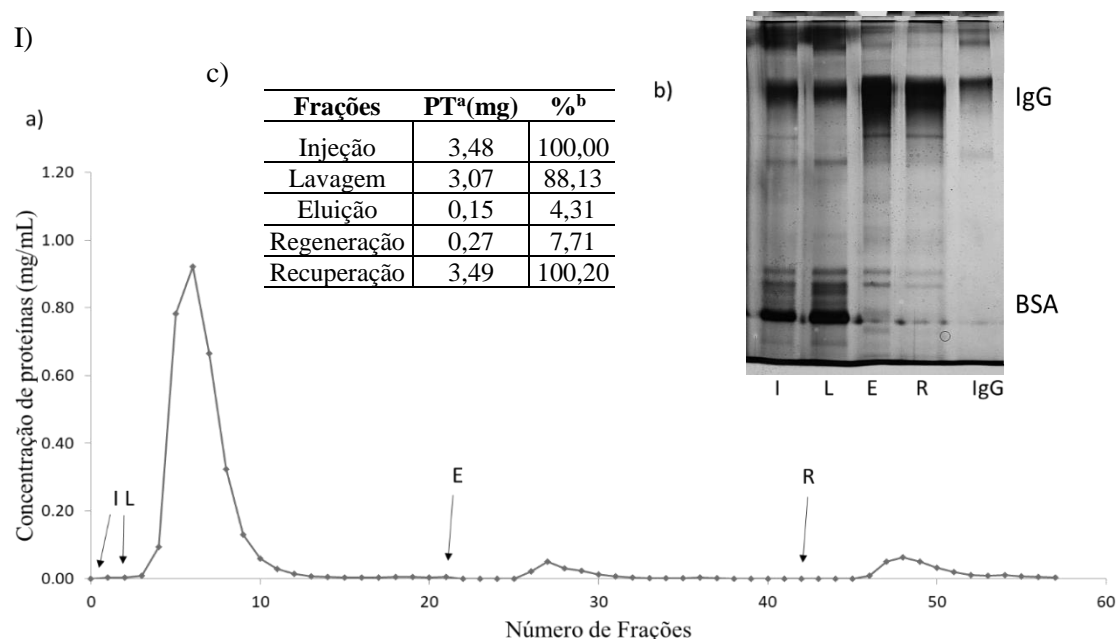 I)
c)
Frações PTᵃ(mg) %ᵇ
Injeção 3,48 100,00
Lavagem 3,07 88,13
Eluição 0,15 4,31
Regeneração 0,27 7,71
Recuperação 3,49 100,20
b)
IgG
BSA
I L E R IgG
a)
Concentração de proteínas (mg/mL)
1.20
1.00
0.80
0.60
0.40
0.20
0.00
I L
E
R
0 10 20 30 40 50 60
Número de Frações